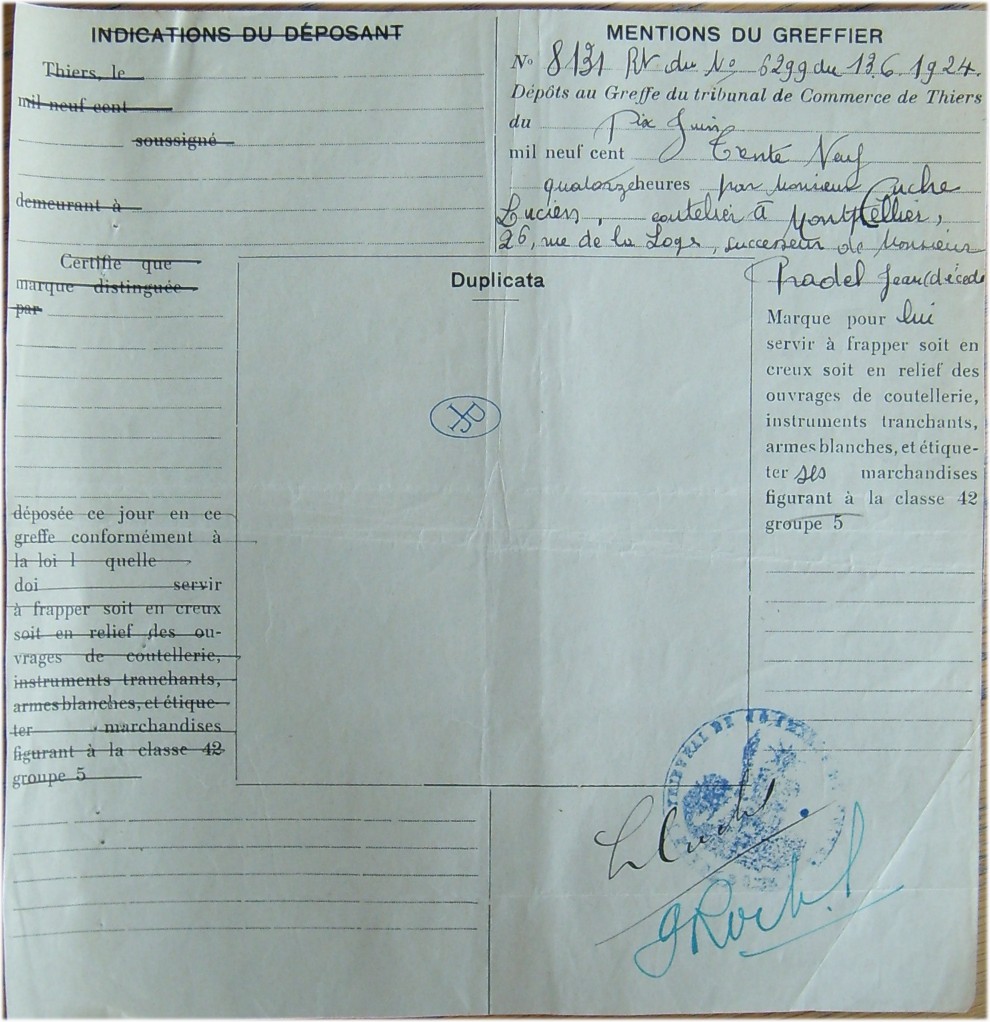 INDICATIONS DU DÉPOSANT
Thiers, le
mil neuf cent
soussigné
demeurant à
Certifie que
marque distinguée
par
déposée ce jour en ce
greffe conformément à
la loi l quelle
doi servir
à frapper soit en creux
soit en relief des ou-
vrages de coutellerie,
instruments tranchants,
armes blanches, et étique-
ter marchandises
figurant à la classe 42
groupe 5
MENTIONS DU GREFFIER
N° 8131 Rt du N° 6299 du 13.6.1924.
Dépôts au Greffe du tribunal de Commerce de Thiers
du Dix Juin
mil neuf cent Trente Neuf
quatorze heures par Monsieur Cuche
Lucien, coutelier à Montpellier,
26, rue de la Loge, successeur de Monsieur
Pradel Jean (décédé
Duplicata
Marque pour lui
servir à frapper soit en
creux soit en relief des
ouvrages de coutellerie,
instruments tranchants,
armes blanches, et étique-
ter ses marchandises
figurant à la classe 42
groupe 5
TRIBUNAL DE COMMERCE
L Cuche